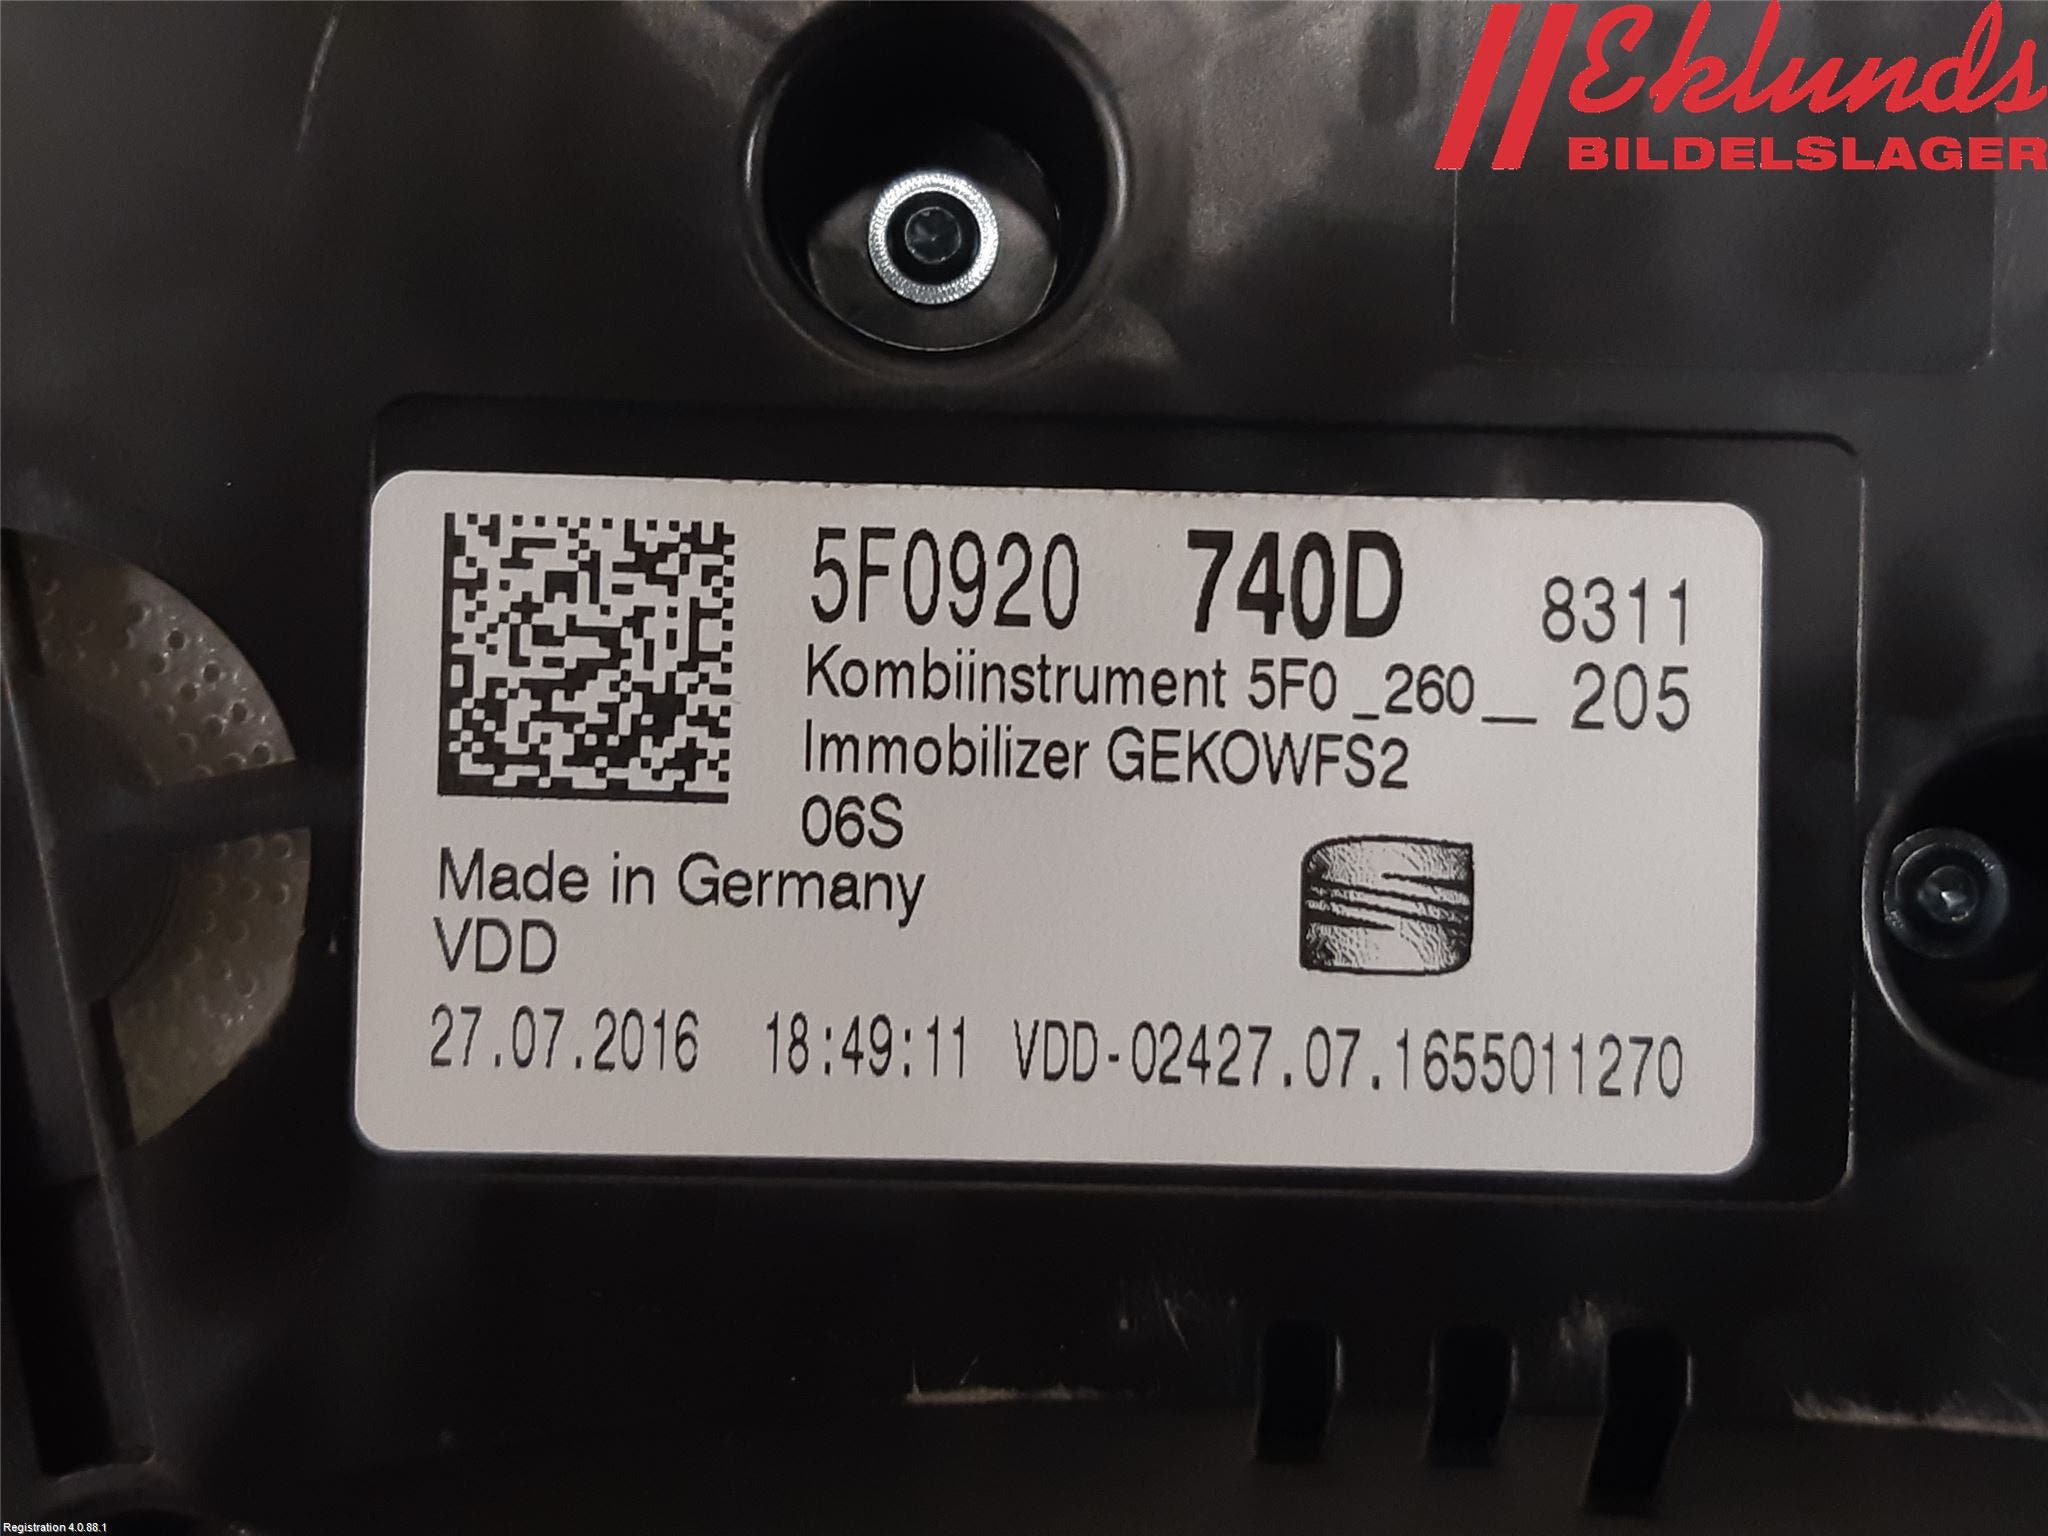 Eklunds
BILDELSLAGER
5F0920 740D 8311
Kombiinstrument 5F0 _260__ 205
Immobilizer GEKOWFS2
06S
Made in Germany
VDD
27.07.2016 18:49:11 VDD-02427.07.1655011270
Registration 4.0.88.1